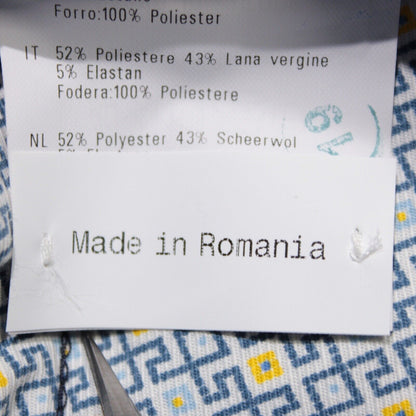 Forro:100% Poliester
IT 52% Poliestere 43% Lana vergine
5% Elastan
Fodera:100% Poliestere
NL 52% Polyester 43% Scheerwol
Made in Romania